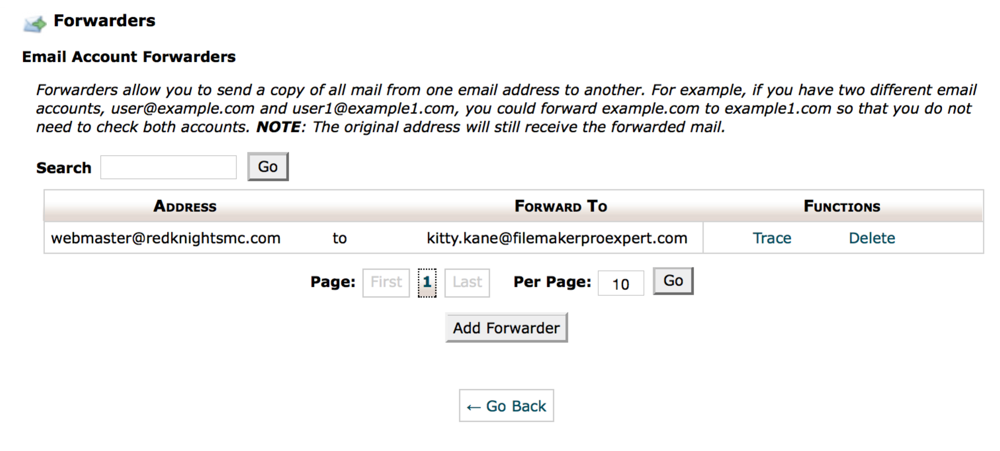 Forwarders
Email Account Forwarders
Forwarders allow you to send a copy of all mail from one email address to another. For example, if you have two different email
accounts, user@example.com and user1@example1.com, you could forward example.com to example1.com so that you do not
need to check both accounts. NOTE: The original address will still receive the forwarded mail.
Search Go
ADDRESS FORWARD TO FUNCTIONS
webmaster@redknightsmc.com to kitty.kane@filemakerproexpert.com Trace Delete
Page: First 1 Last Per Page: 10 Go
Add Forwarder
← Go Back